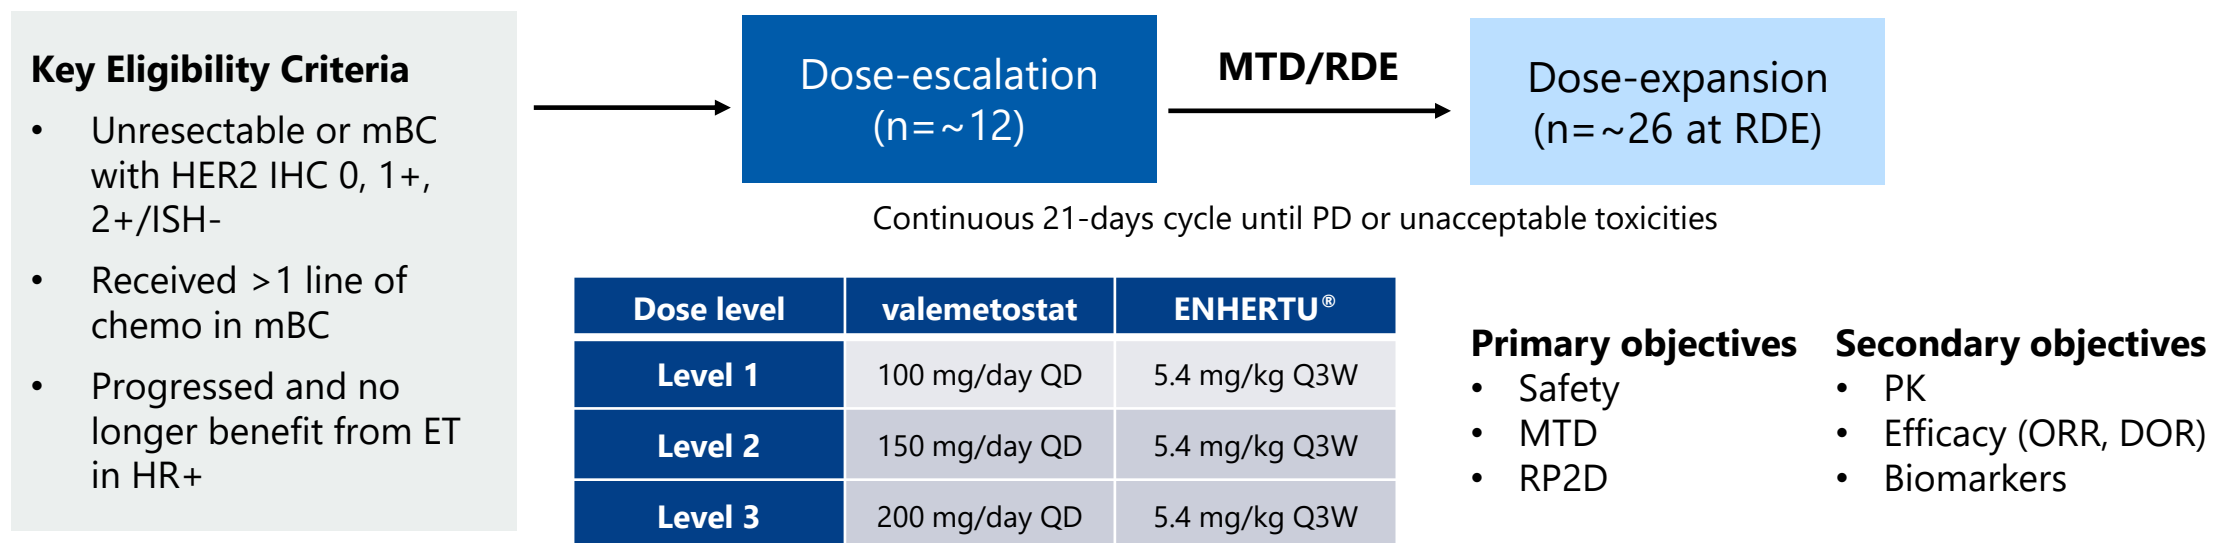 Key Eligibility Criteria
• Unresectable or mBC
with HER2 IHC 0, 1+,
2+/ISH-
• Received >1 line of
chemo in mBC
• Progressed and no
longer benefit from ET
in HR+
Dose-escalation
(n=~12)
MTD/RDE
Dose-expansion
(n=~26 at RDE)
Continuous 21-days cycle until PD or unacceptable toxicities
Dose level valemetostat ENHERTU®
Level 1 100 mg/day QD 5.4 mg/kg Q3W
Level 2 150 mg/day QD 5.4 mg/kg Q3W
Level 3 200 mg/day QD 5.4 mg/kg Q3W
Primary objectives
• Safety
• MTD
• RP2D
Secondary objectives
• PK
• Efficacy (ORR, DOR)
• Biomarkers